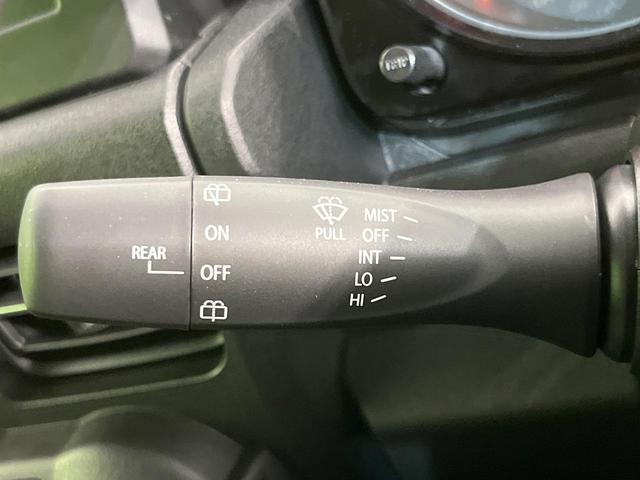 REAR
ON
OFF
PULL
MIST
OFF
INT
LO
HI